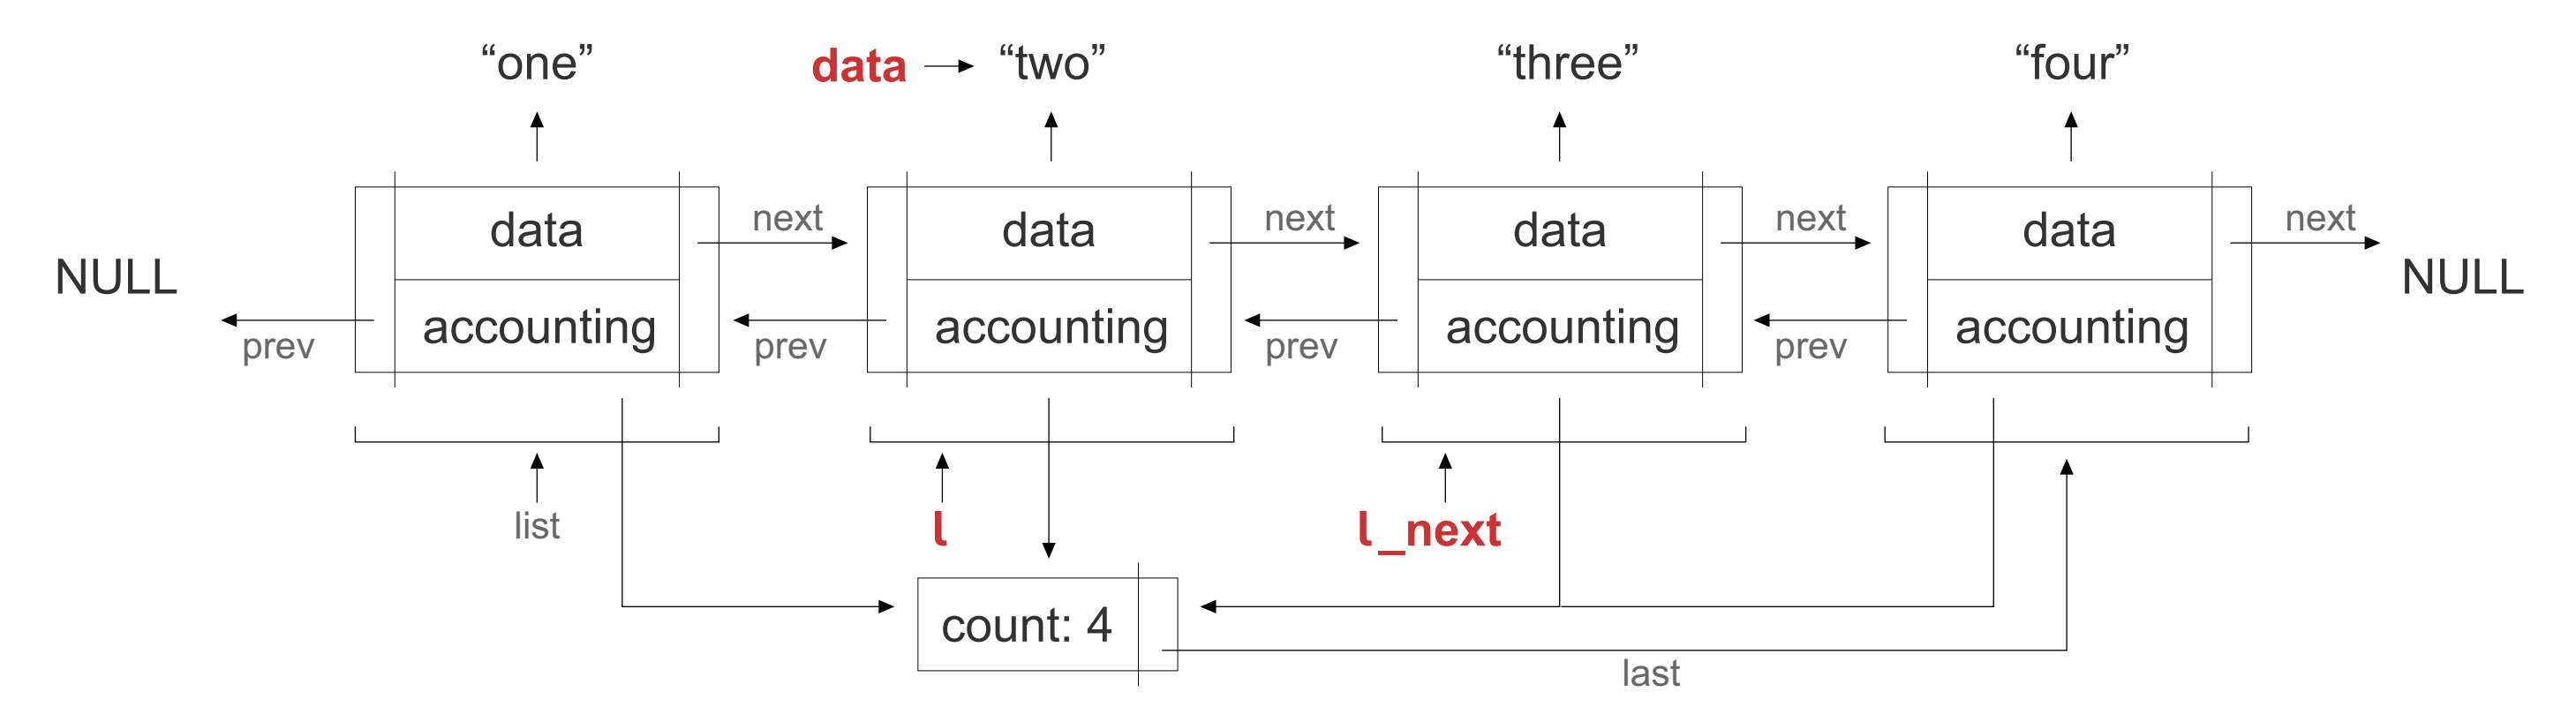 “one” data “two” “three” “four”
next next next next
data data data data
NULL NULL
accounting accounting accounting accounting
prev prev prev prev
list l l_next
count: 4
last